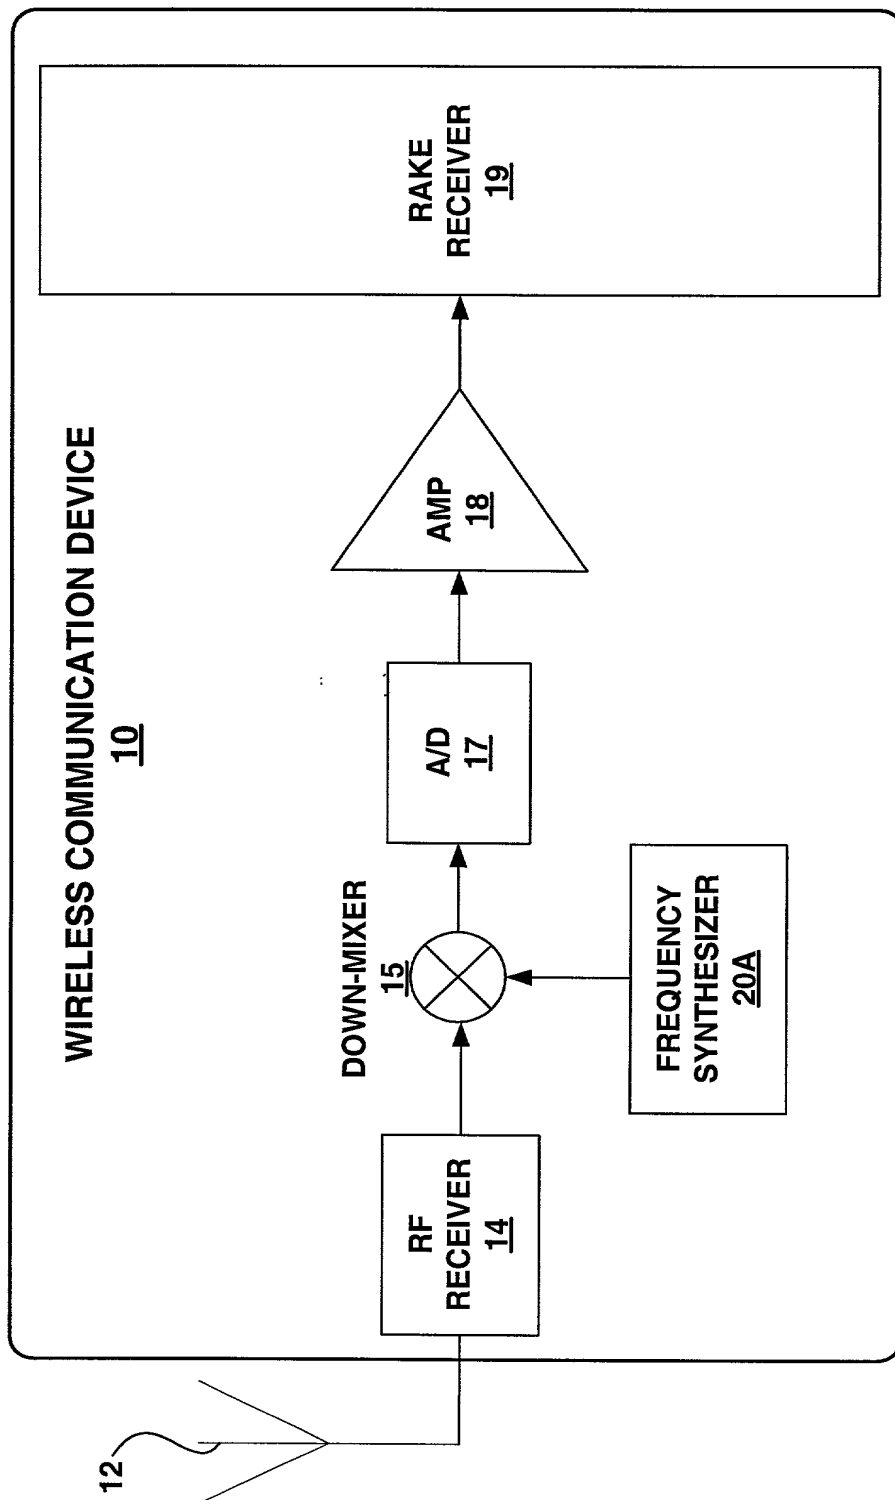 WIRELESS COMMUNICATION DEVICE
10
12
RF
RECEIVER
14
DOWN-MIXER
15
A/D
17
AMP
18
RAKE
RECEIVER
19
FREQUENCY
SYNTHESIZER
20A